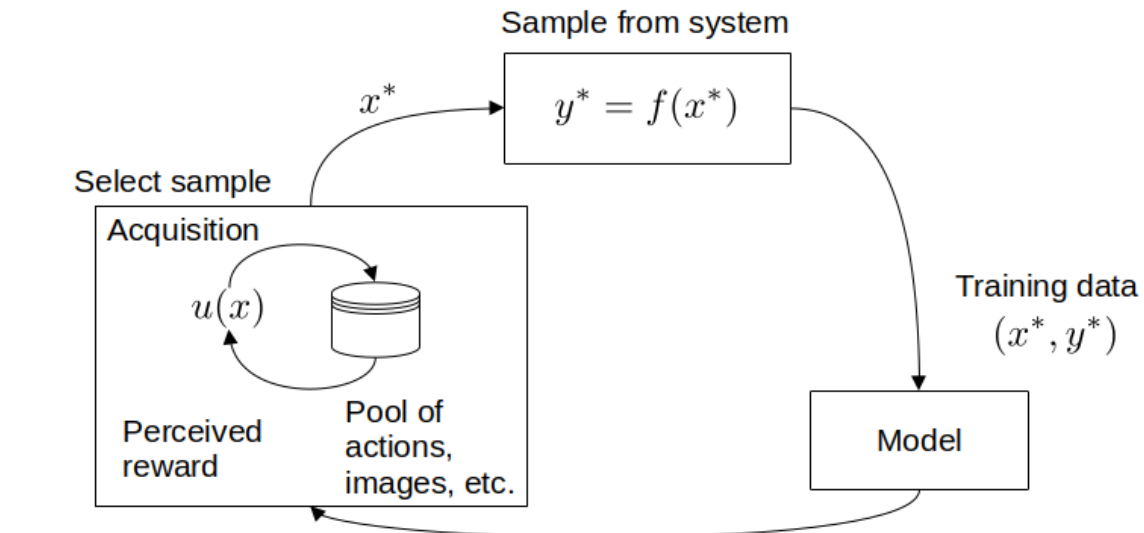 Sample from system
x*
y* = f(x*)
Select sample
Acquisition
u(x)
Training data
(x*, y*)
Perceived
reward
Pool of
actions,
images, etc.
Model